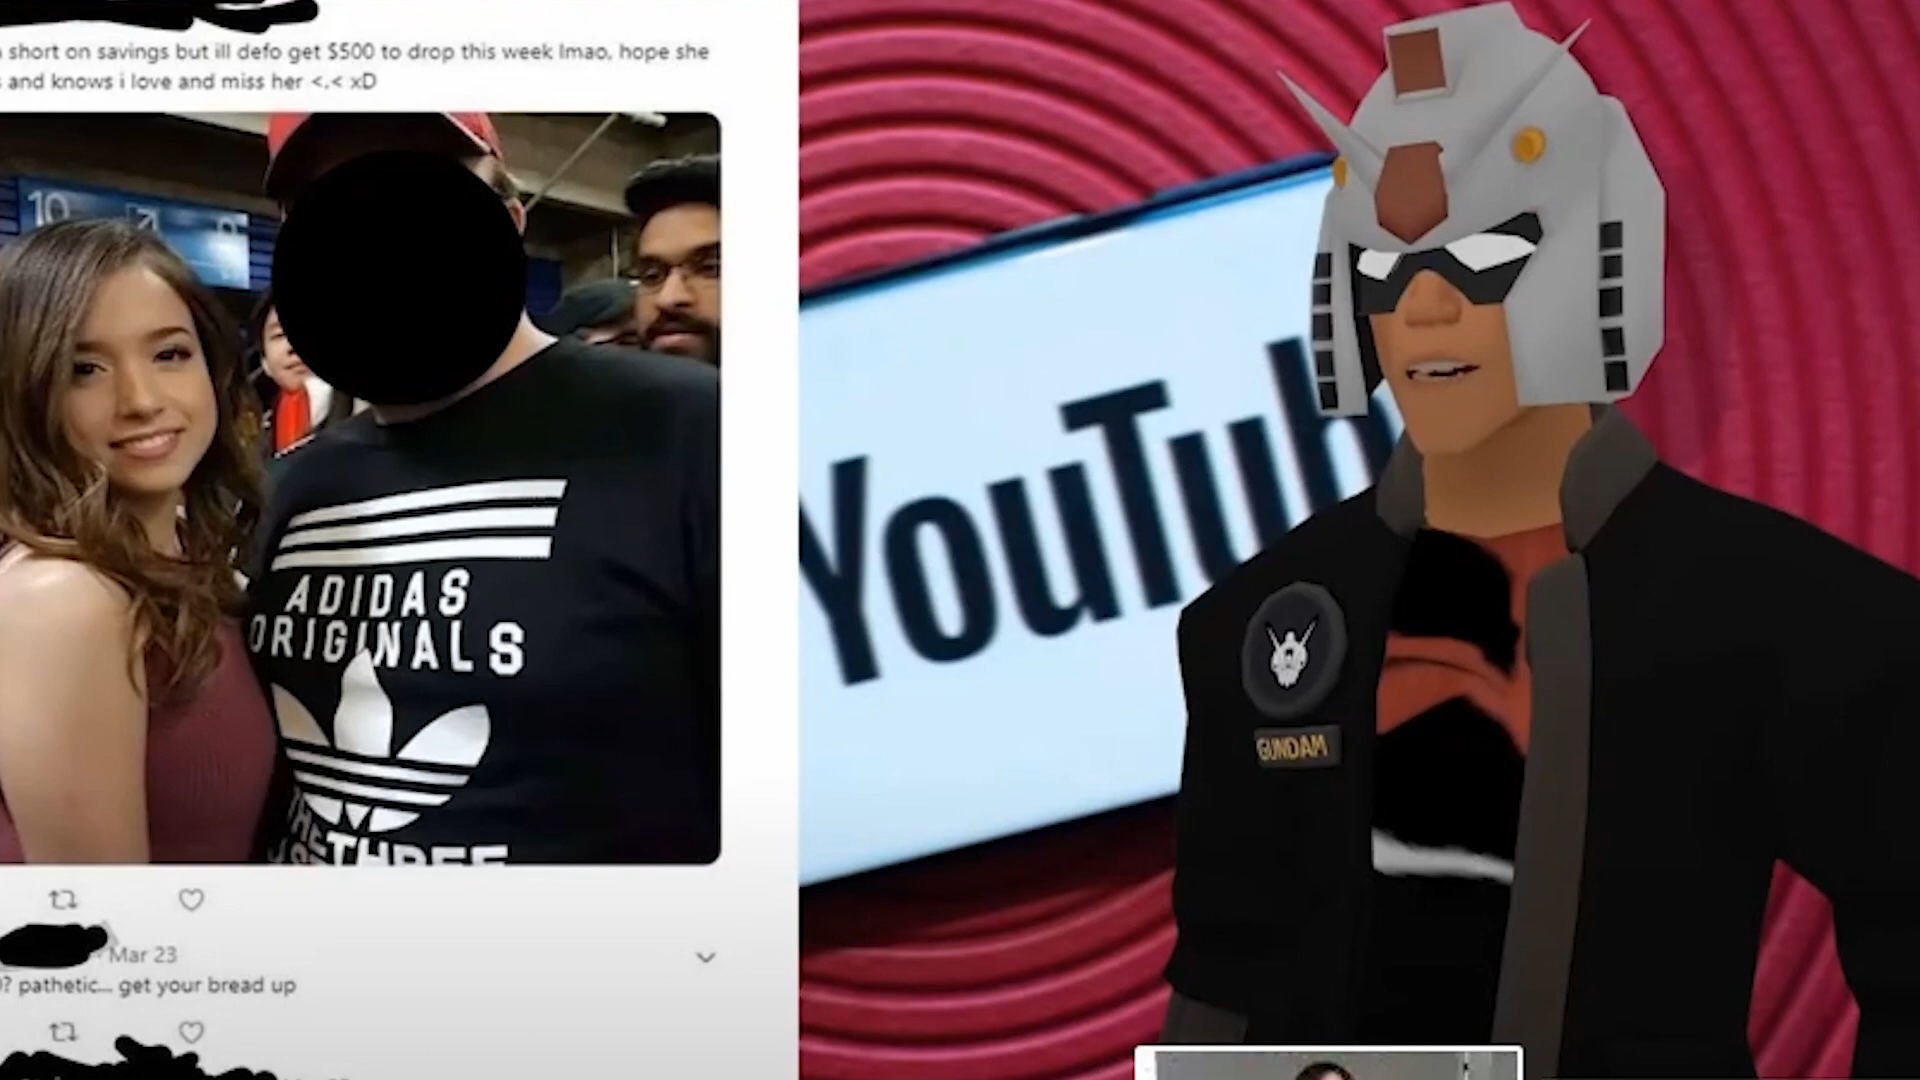 short on savings but ill defo get $500 to drop this week lmao, hope she
and knows i love and miss her <.< xD
10
ADIDAS
ORIGINALS
Mar 23
? pathetic... get your bread up
YouTub
GUNDAM